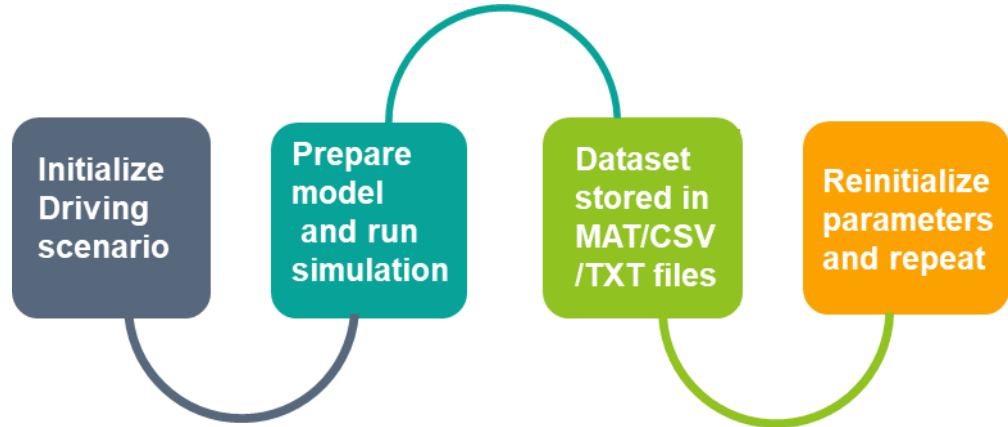 Initialize
Driving
scenario
Prepare
model
and run
simulation
Dataset
stored in
MAT/CSV
/TXT files
Reinitialize
parameters
and repeat